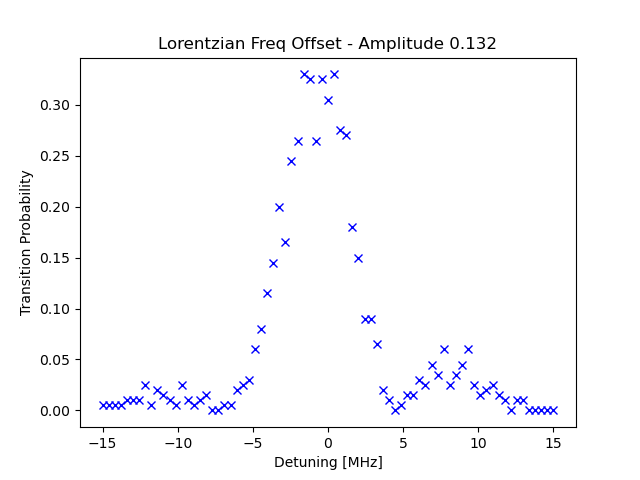 Lorentzian Freq Offset - Amplitude 0.132
Transition Probability
0.30
0.25
0.20
0.15
0.10
0.05
0.00
−15 −10 −5 0 5 10 15
Detuning [MHz]